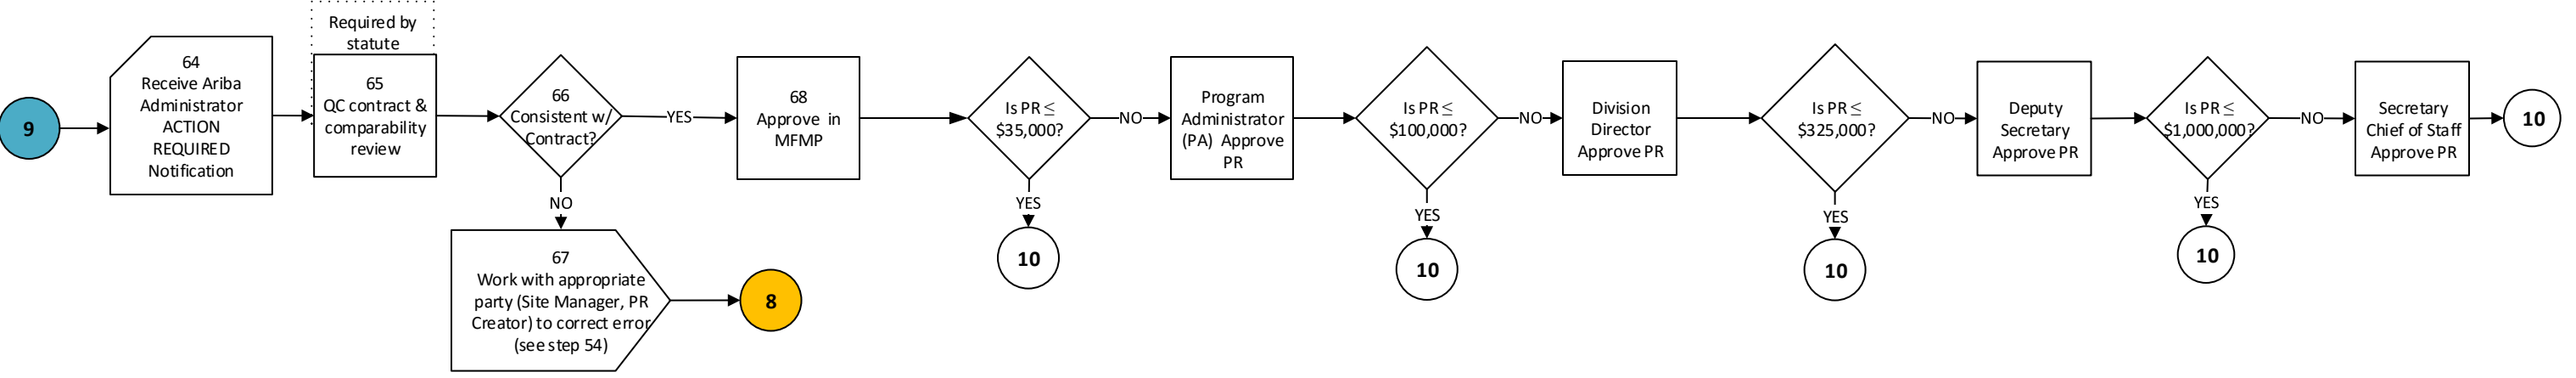 9
64
Receive Ariba
Administrator
ACTION
REQUIRED
Notification
Required by
statute
65
QC contract &
comparability
review
66
Consistent w/
Contract?
YES
NO
67
Work with appropriate
party (Site Manager, PR
Creator) to correct error
(see step 54)
8
68
Approve in
MFMP
Is PR ≤
$35,000?
YES
10
NO
Program
Administrator
(PA) Approve
PR
Is PR ≤
$100,000?
YES
10
NO
Division
Director
Approve PR
Is PR ≤
$325,000?
YES
10
NO
Deputy
Secretary
Approve PR
Is PR ≤
$1,000,000?
YES
10
NO
Secretary
Chief of Staff
Approve PR
10